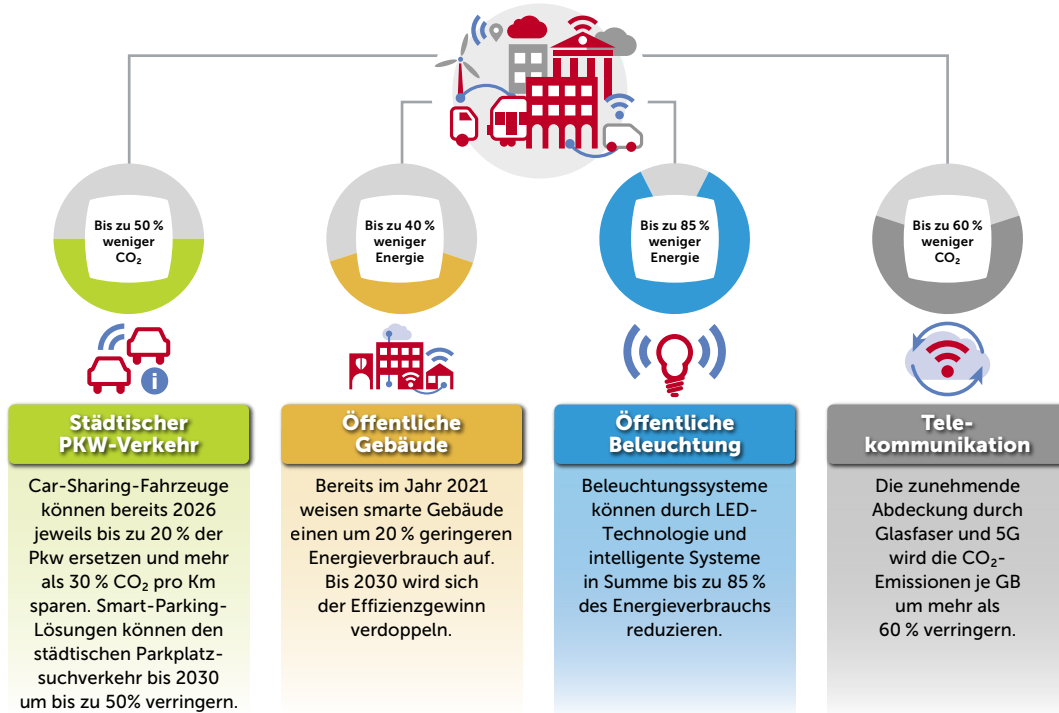 Bis zu 50 %
weniger
CO₂
Bis zu 40 %
weniger
Energie
Bis zu 85 %
weniger
Energie
Bis zu 60 %
weniger
CO₂
i
Städtischer
PKW-Verkehr
Car-Sharing-Fahrzeuge
können bereits 2026
jeweils bis zu 20 % der
Pkw ersetzen und mehr
als 30 % CO₂ pro Km
sparen. Smart-Parking-
Lösungen können den
städtischen Parkplatz-
suchverkehr bis 2030
um bis zu 50% verringern.
Öffentliche
Gebäude
Bereits im Jahr 2021
weisen smarte Gebäude
einen um 20 % geringeren
Energieverbrauch auf.
Bis 2030 wird sich
der Effizienzgewinn
verdoppeln.
Öffentliche
Beleuchtung
Beleuchtungssysteme
können durch LED-
Technologie und
intelligente Systeme
in Summe bis zu 85 %
des Energieverbrauchs
reduzieren.
Tele-
kommunikation
Die zunehmende
Abdeckung durch
Glasfaser und 5G
wird die CO₂-
Emissionen je GB
um mehr als
60 % verringern.